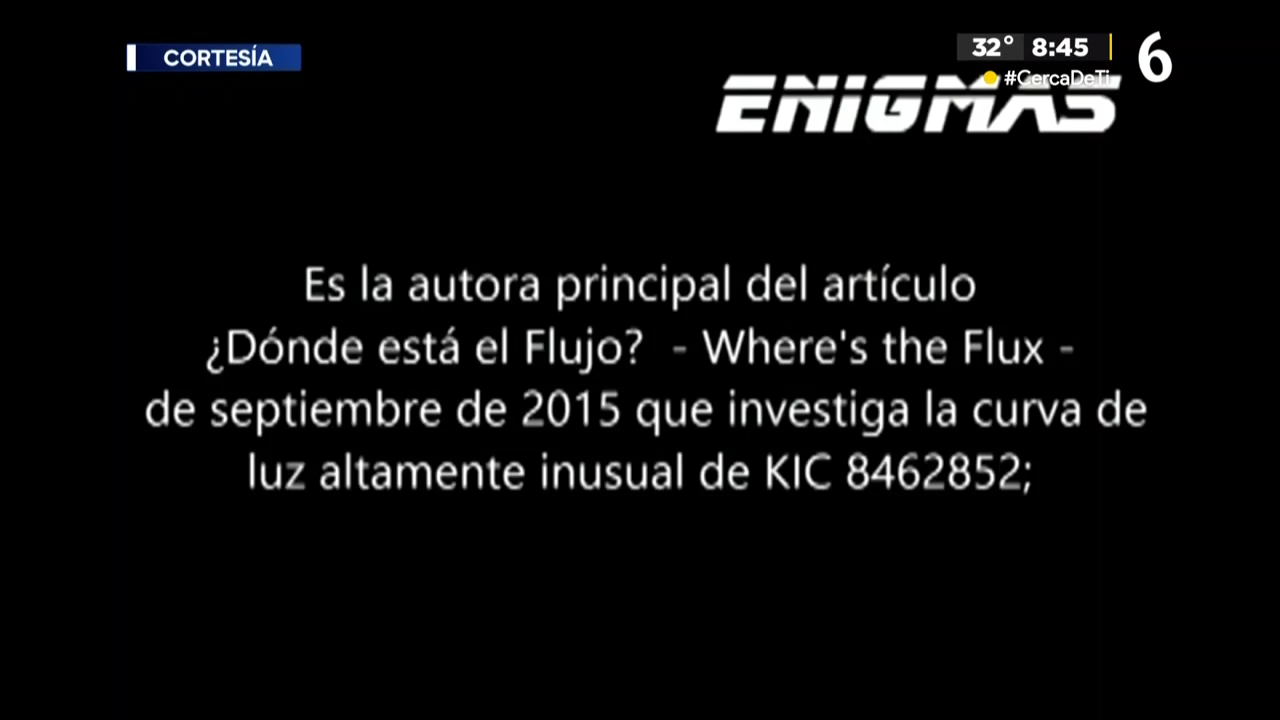 CORTESÍA
32° 8:45
6
#CercaDeTi
ENIGMAS
Es la autora principal del artículo
¿Dónde está el Flujo? - Where's the Flux -
de septiembre de 2015 que investiga la curva de
luz altamente inusual de KIC 8462852;